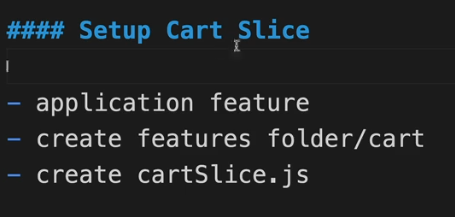 #### Setup Cart Slice
- application feature
- create features folder/cart
- create cartSlice.js